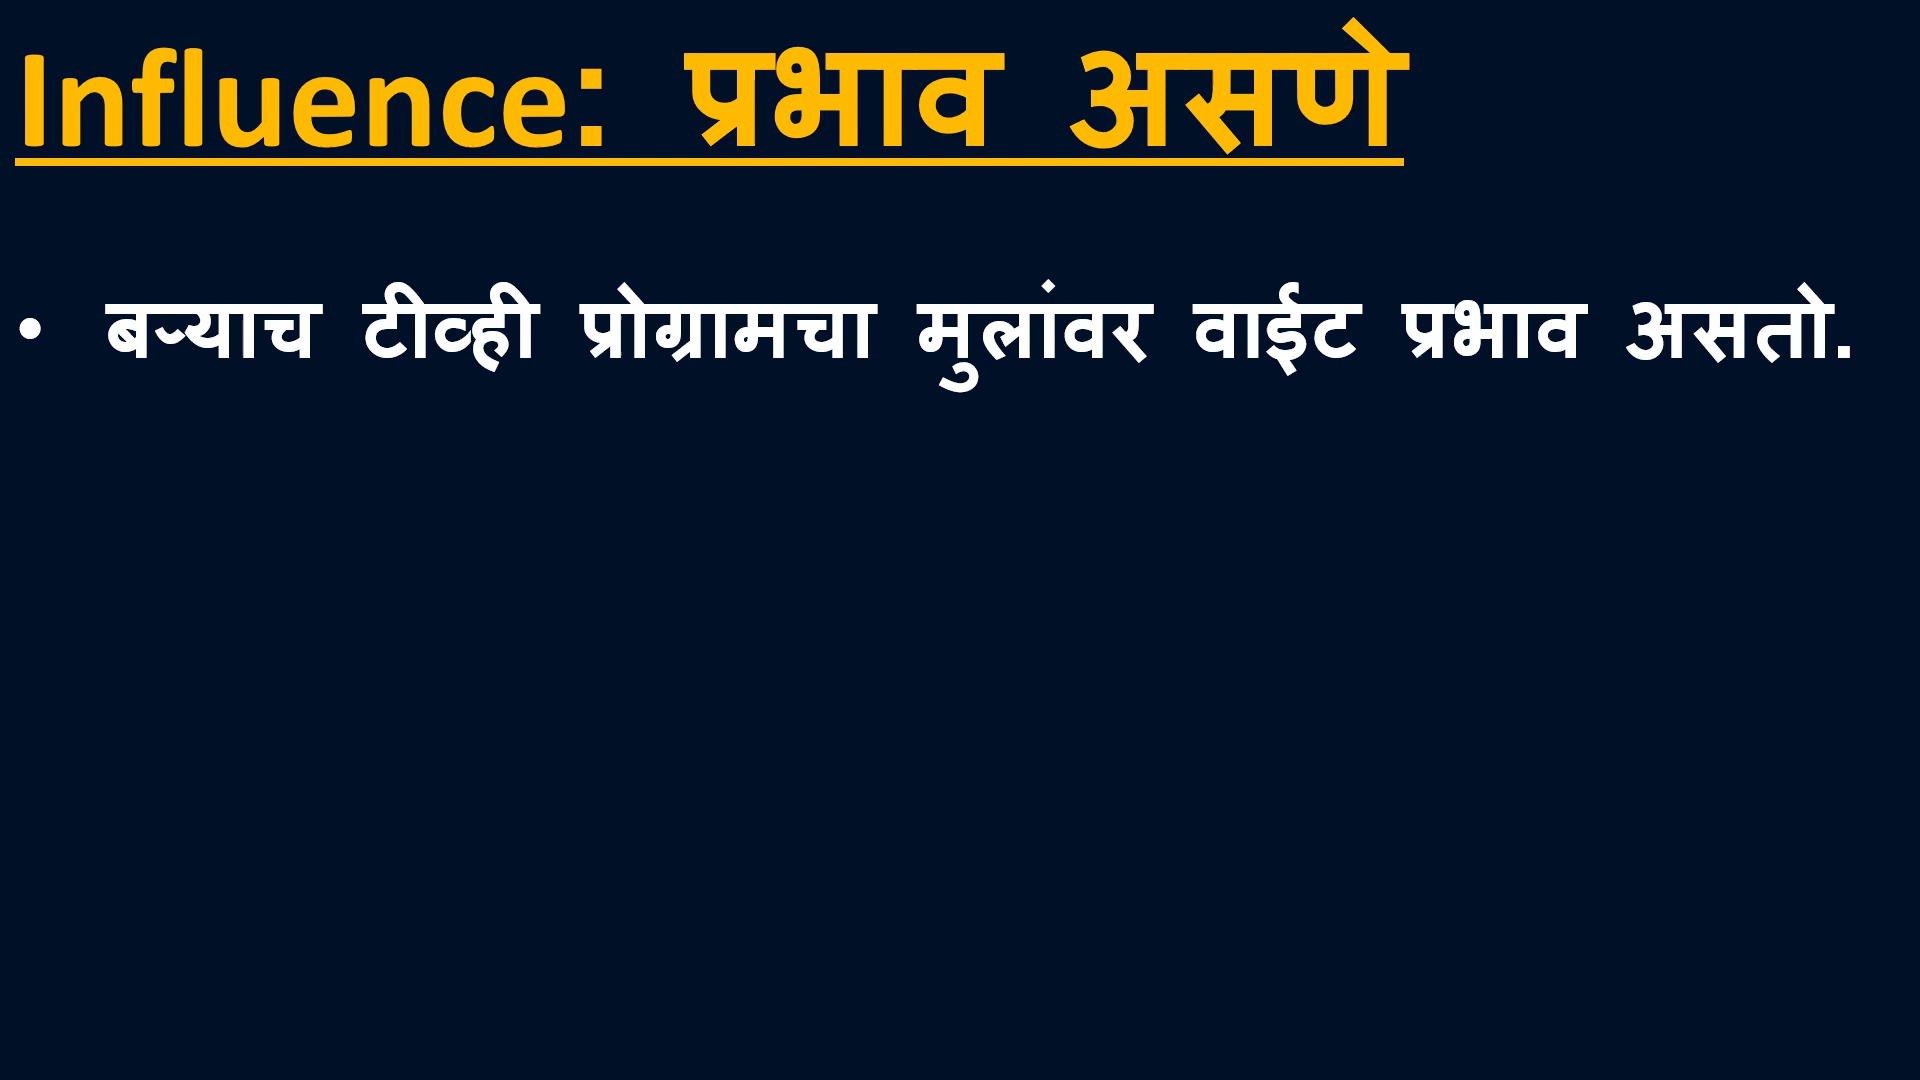 Influence: प्रभाव असणे
• बऱ्याच टीव्ही प्रोग्रामचा मुलांवर वाईट प्रभाव असतो.